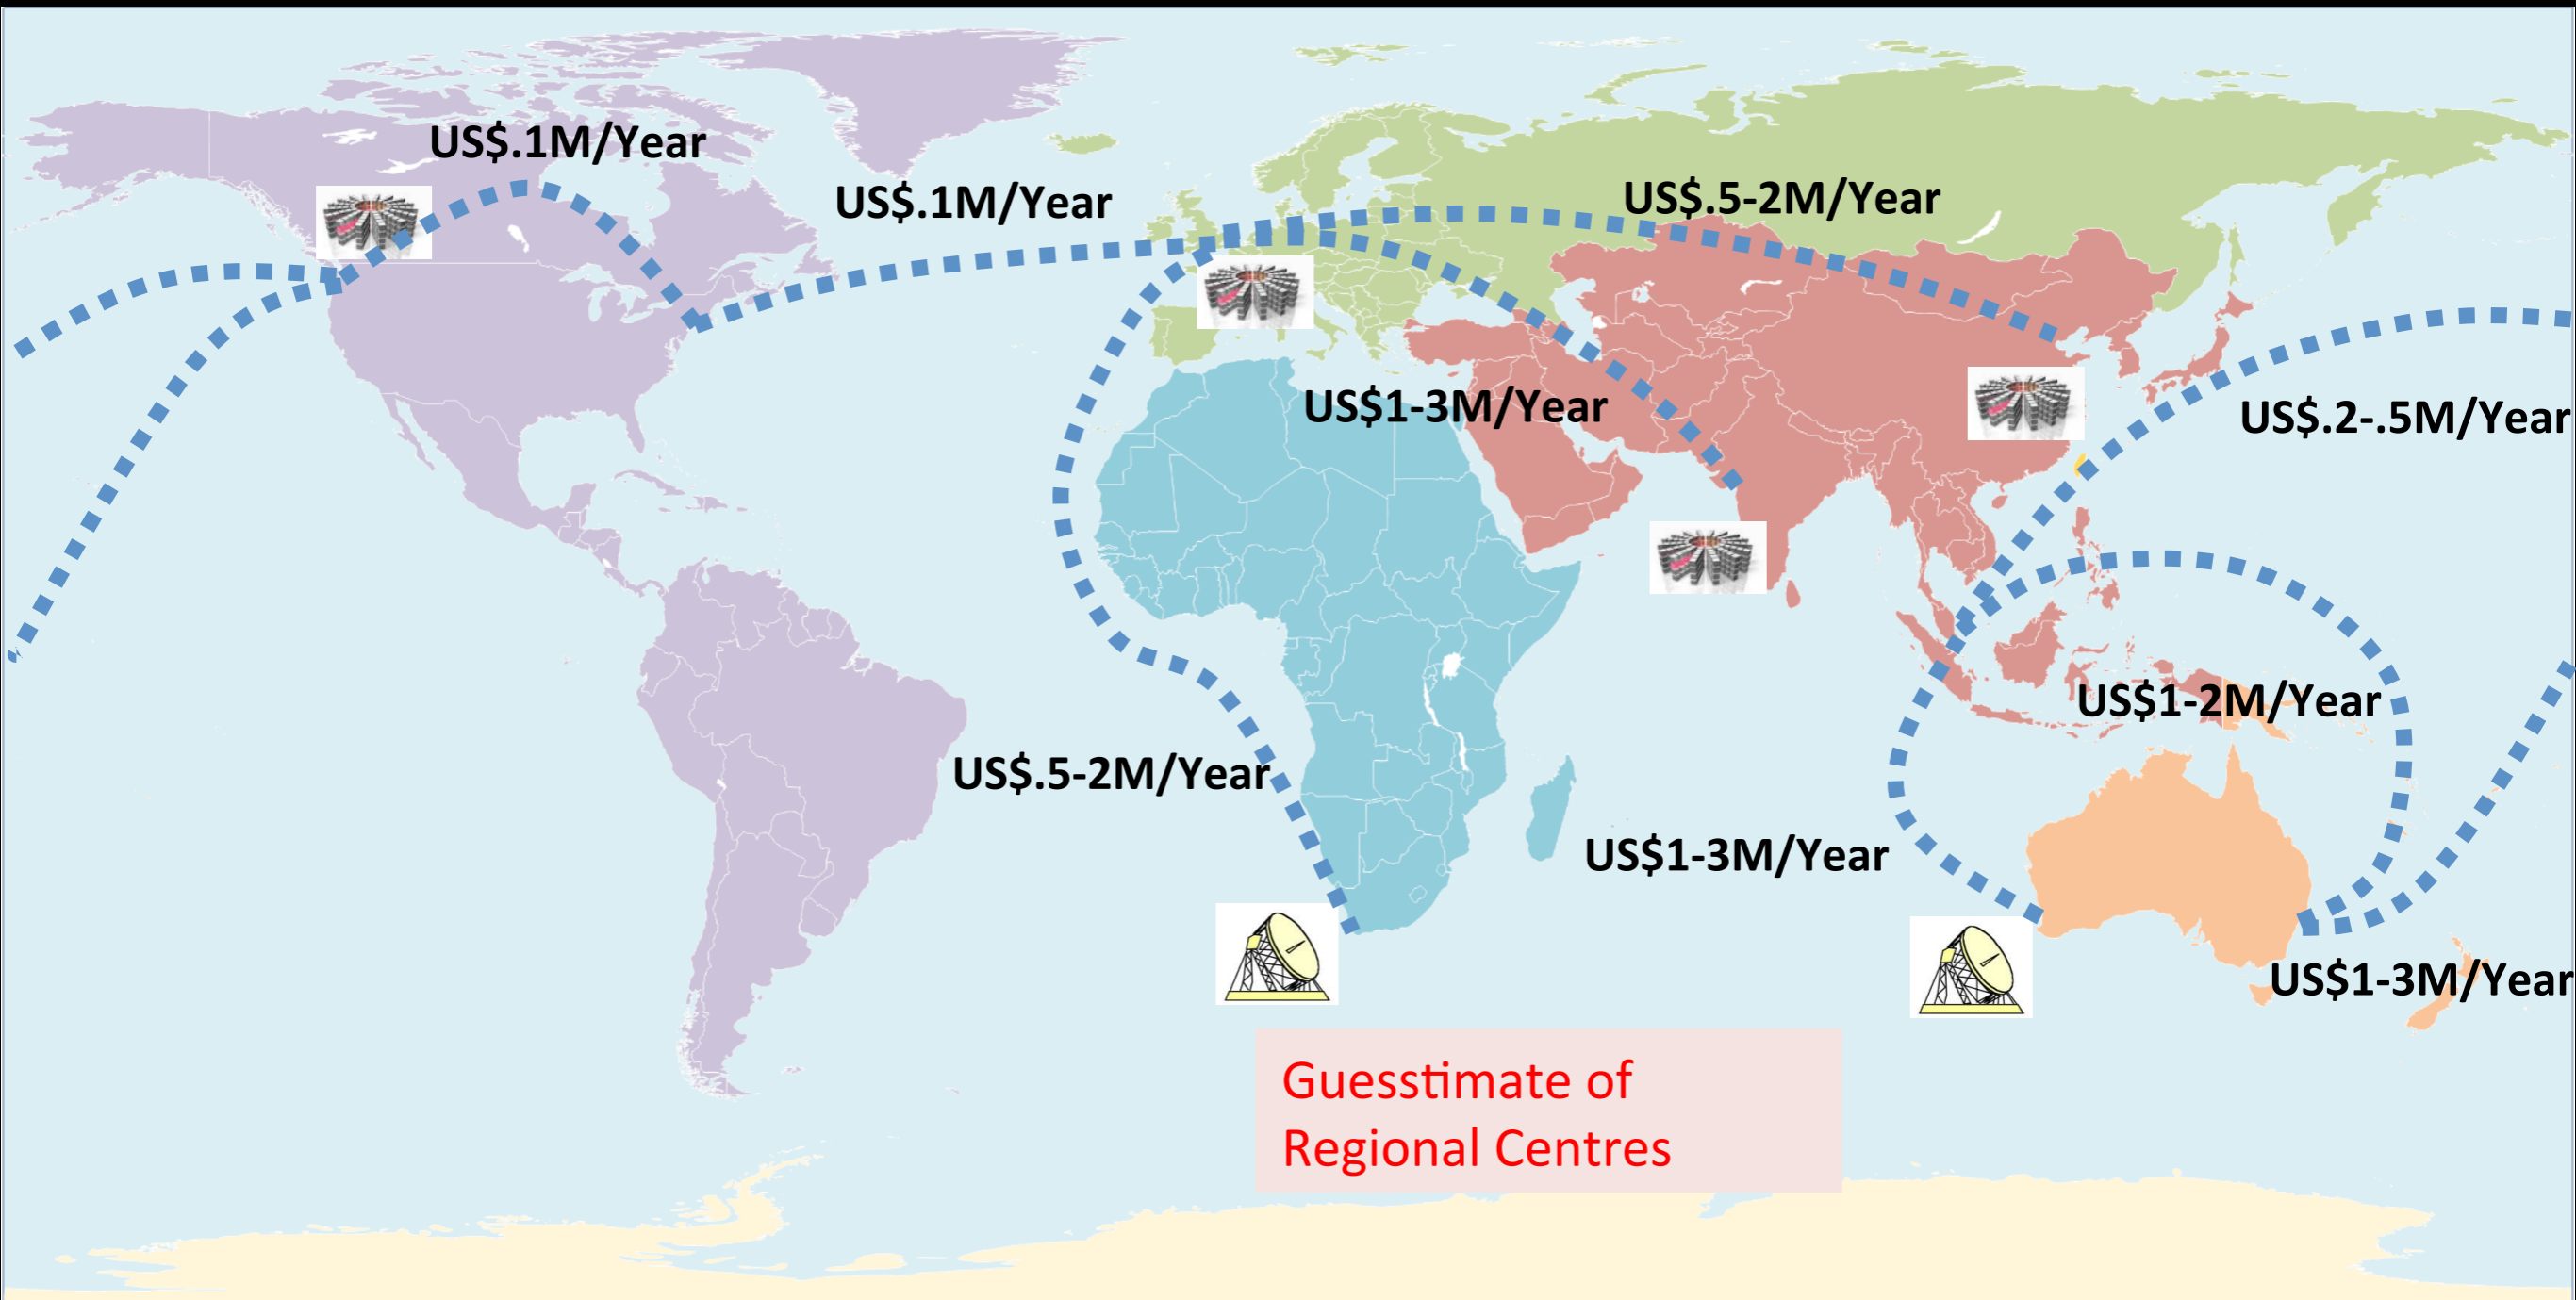 US$.1M/Year
US$.1M/Year
US$.5-2M/Year
US$1-3M/Year
US$.2-.5M/Year
US$1-2M/Year
US$.5-2M/Year
US$1-3M/Year
US$1-3M/Year
Guesstimate of
Regional Centres